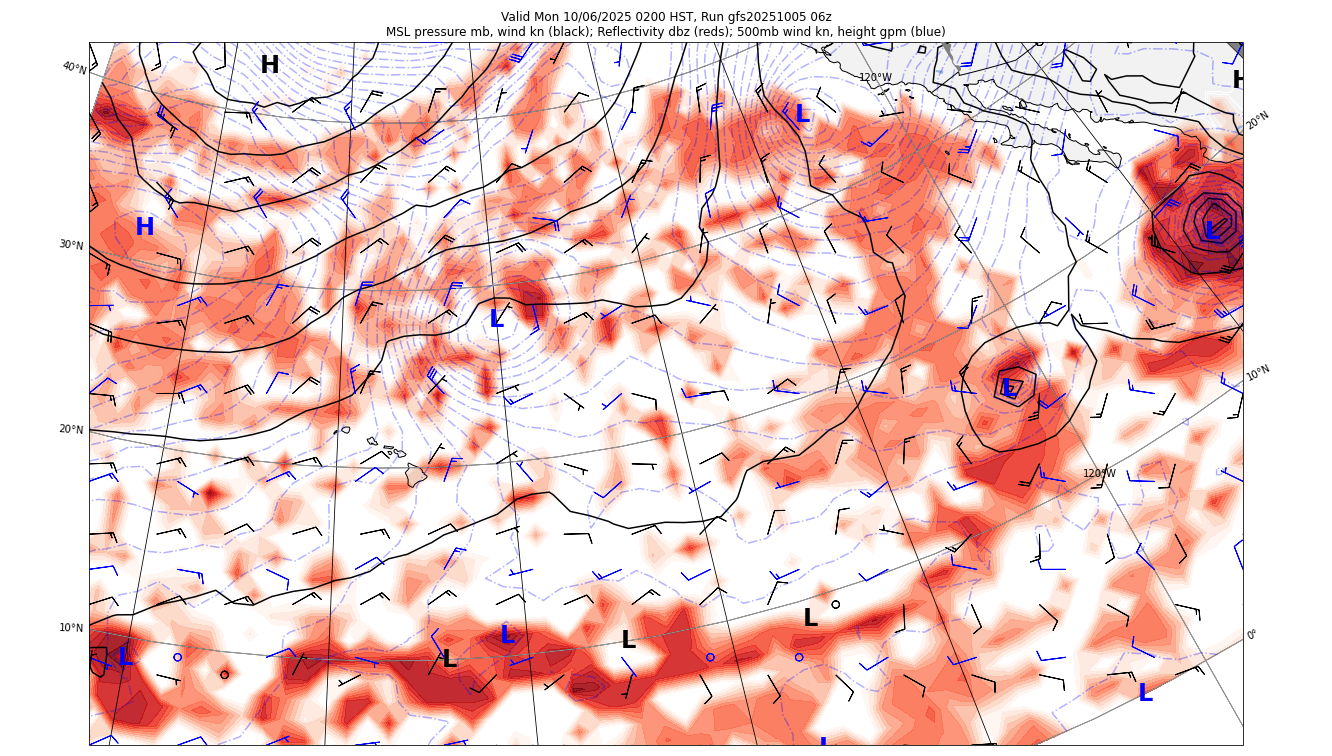 Valid Mon 10/06/2025 0200 HST, Run gfs20251005 06z
MSL pressure mb, wind kn (black); Reflectivity dbz (reds); 500mb wind kn, height gpm (blue)
H
40°N
120°W
H
L
20°N
H
L
30°N
L
10°N
L
20°N
120°W
10°N
L
L
L
L
L
0°
L
L